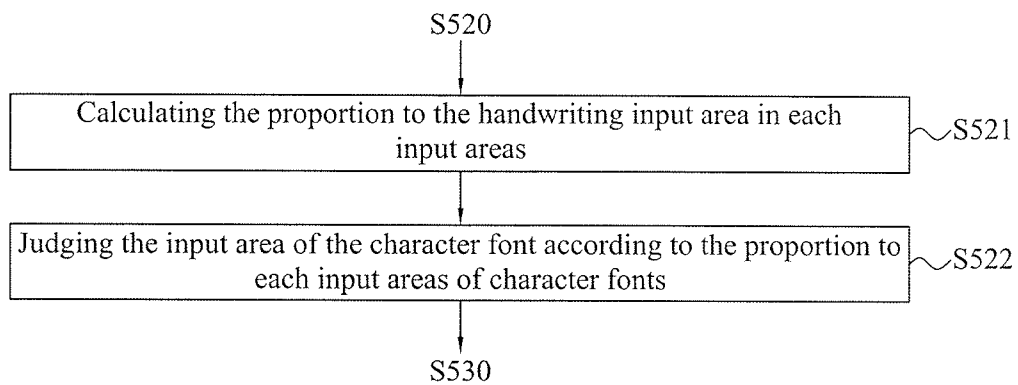 S520
Calculating the proportion to the handwriting input area in each
input areas
S521
Judging the input area of the character font according to the proportion to
each input areas of character fonts
S522
S530